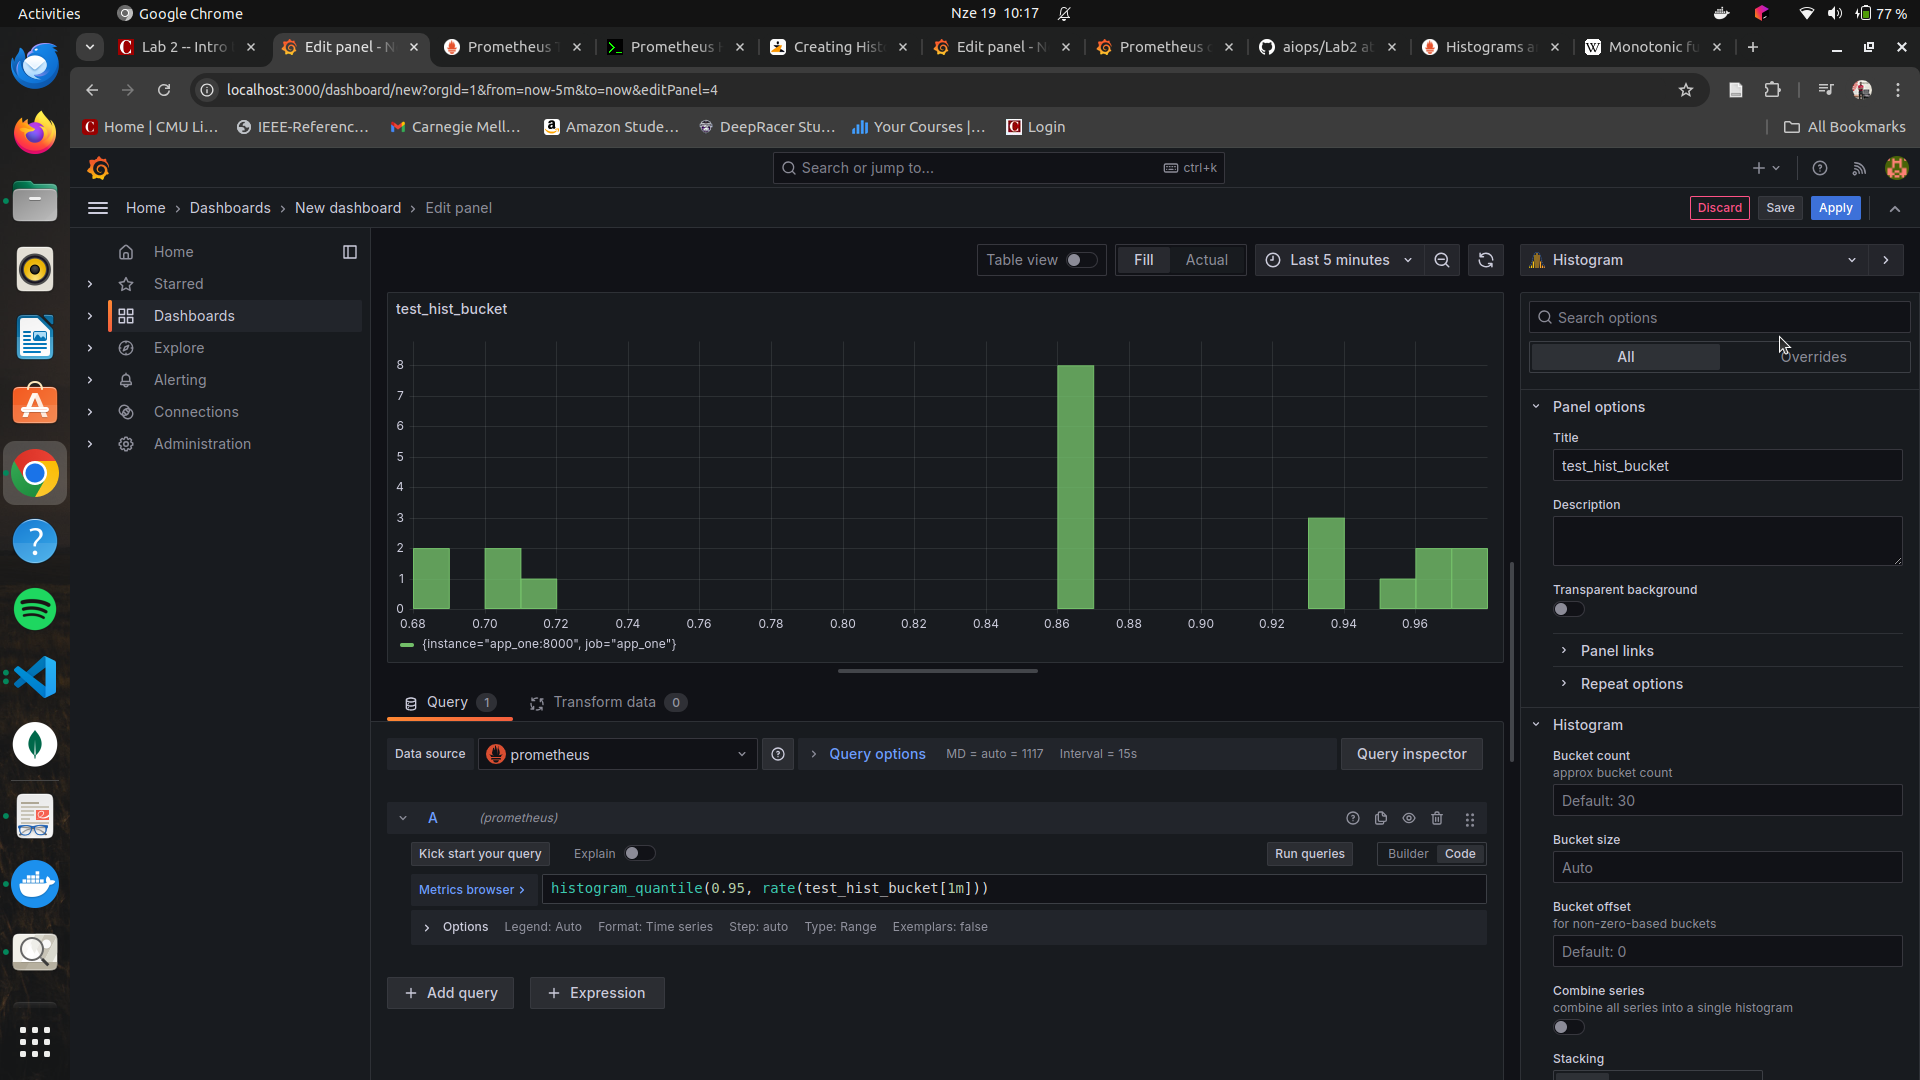 Activities
Google Chrome
Nze 19 10:17
77 %
Lab 2 -- Intro
Edit panel - N
Prometheus T
Prometheus
Creating Hist
Edit panel - N
Prometheus
aiops/Lab2 at
Histograms a
Monotonic fu
localhost:3000/dashboard/new?orgId=1&from=now-5m&to=now&editPanel=4
Home | CMU Li...
IEEE-Referenc...
Carnegie Mell...
Amazon Stude...
DeepRacer Stu...
Your Courses |...
Login
All Bookmarks
Search or jump to...
ctrl+k
Home › Dashboards › New dashboard › Edit panel
Discard
Save
Apply
Home
Starred
Dashboards
Explore
Alerting
Connections
Administration
Table view
Fill
Actual
Last 5 minutes
Histogram
test_hist_bucket
8
7
6
5
4
3
2
1
0
0.68 0.70 0.72 0.74 0.76 0.78 0.80 0.82 0.84 0.86 0.88 0.90 0.92 0.94 0.96
{instance="app_one:8000", job="app_one"}
Query 1
Transform data 0
Data source
prometheus
Query options
MD = auto = 1117
Interval = 15s
Query inspector
A
(prometheus)
Kick start your query
Explain
Run queries
Builder
Code
Metrics browser ›
histogram_quantile(0.95, rate(test_hist_bucket[1m]))
Options
Legend: Auto
Format: Time series
Step: auto
Type: Range
Exemplars: false
+ Add query
+ Expression
Search options
All
Overrides
Panel options
Title
test_hist_bucket
Description
Transparent background
Panel links
Repeat options
Histogram
Bucket count
approx bucket count
Default: 30
Bucket size
Auto
Bucket offset
for non-zero-based buckets
Default: 0
Combine series
combine all series into a single histogram
Stacking